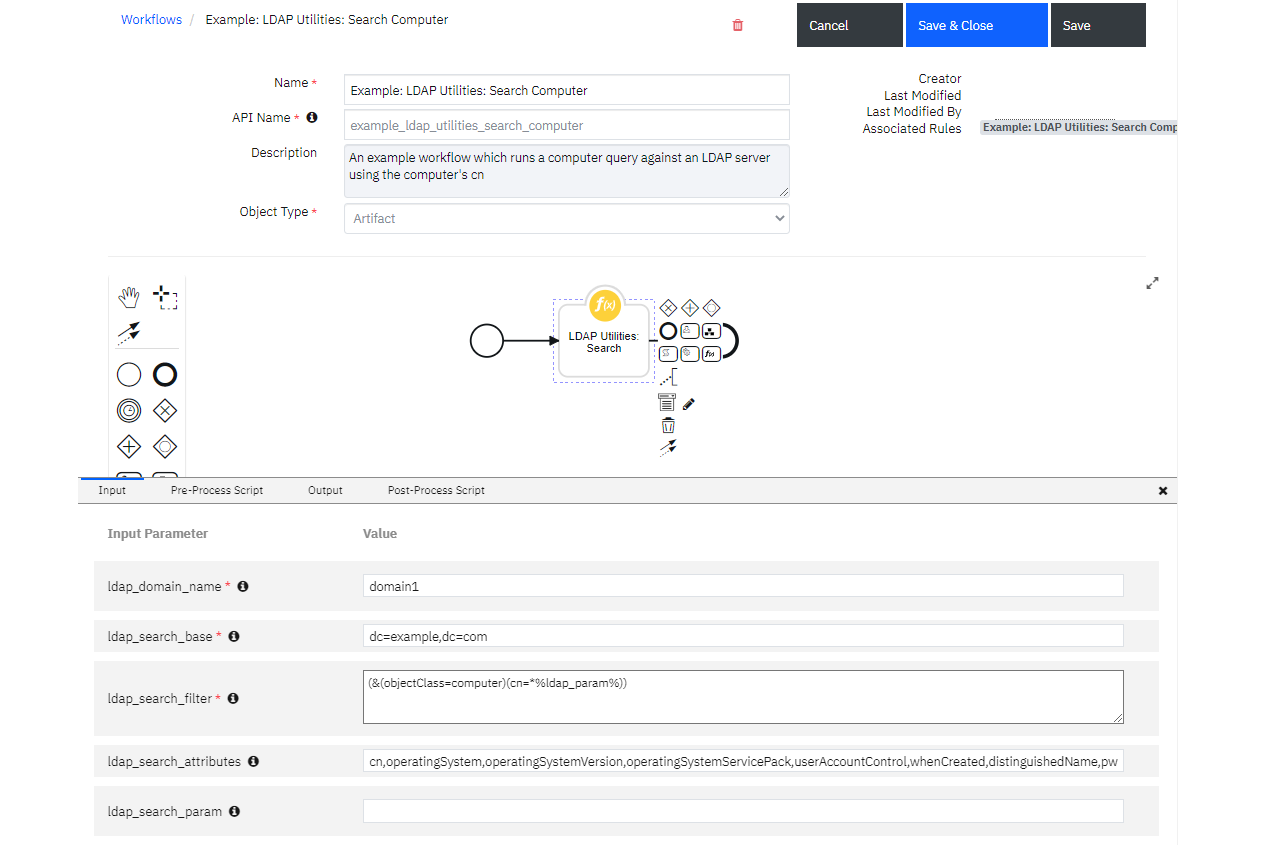 Workflows / Example: LDAP Utilities: Search Computer
Cancel
Save & Close
Save
Name *
Example: LDAP Utilities: Search Computer
API Name *
example_ldap_utilities_search_computer
Description
An example workflow which runs a computer query against an LDAP server
using the computer's cn
Object Type *
Artifact
Creator
Last Modified
Last Modified By
Associated Rules
Example: LDAP Utilities: Search Comp
f(x)
LDAP Utilities:
Search
f(x)
Input
Pre-Process Script
Output
Post-Process Script
Input Parameter
Value
ldap_domain_name *
domain1
ldap_search_base *
dc=example,dc=com
ldap_search_filter *
(&(objectClass=computer)(cn=*%ldap_param%))
ldap_search_attributes
cn,operatingSystem,operatingSystemVersion,operatingSystemServicePack,userAccountControl,whenCreated,distinguishedName,pw
ldap_search_param